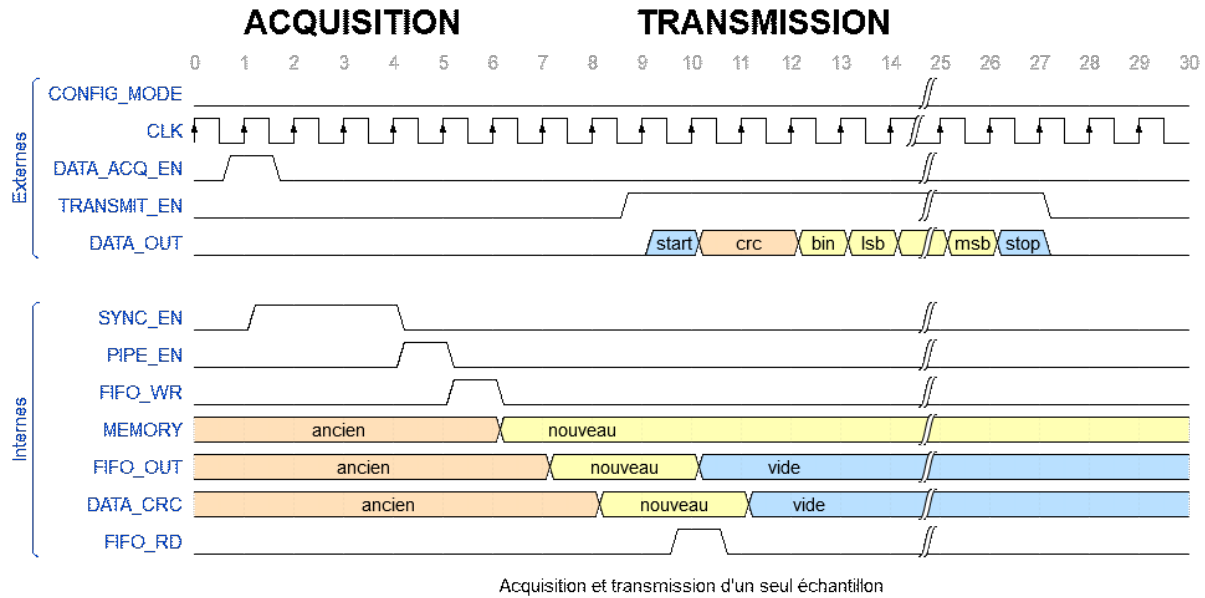 ACQUISITION TRANSMISSION
0 1 2 3 4 5 6 7 8 9 10 11 12 13 14 25 26 27 28 29 30
Externes
CONFIG_MODE
CLK
DATA_ACQ_EN
TRANSMIT_EN
DATA_OUT start crc bin lsb msb stop
Internes
SYNC_EN
PIPE_EN
FIFO_WR
MEMORY ancien nouveau
FIFO_OUT ancien nouveau vide
DATA_CRC ancien nouveau vide
FIFO_RD
Acquisition et transmission d'un seul échantillon